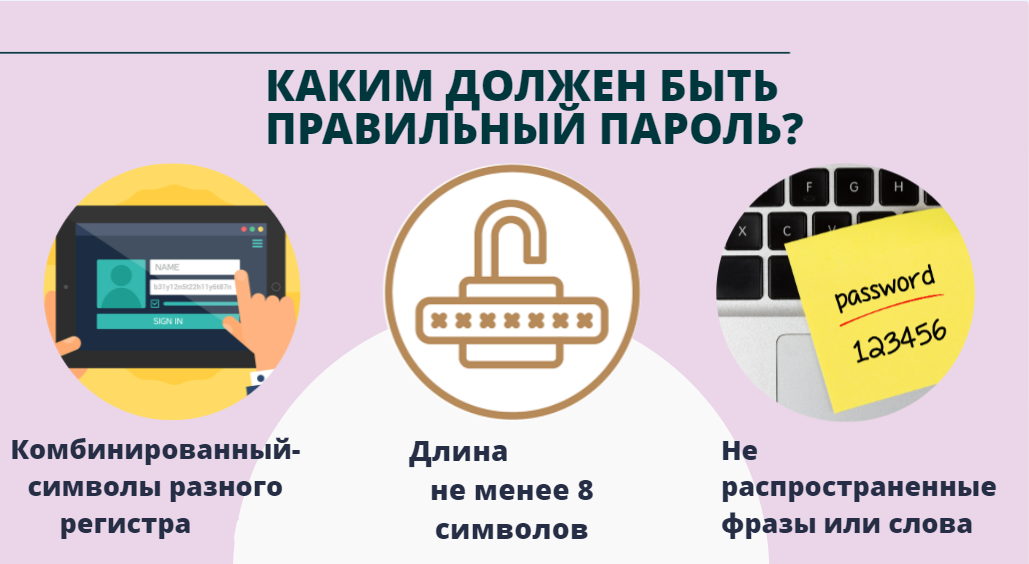 КАКИМ ДОЛЖЕН БЫТЬ
ПРАВИЛЬНЫЙ ПАРОЛЬ?
NAME
SIGN IN
F G H
X C V
password
123456
Комбинированный-
символы разного
регистра
Длина
не менее 8
символов
Не
распространенные
фразы или слова